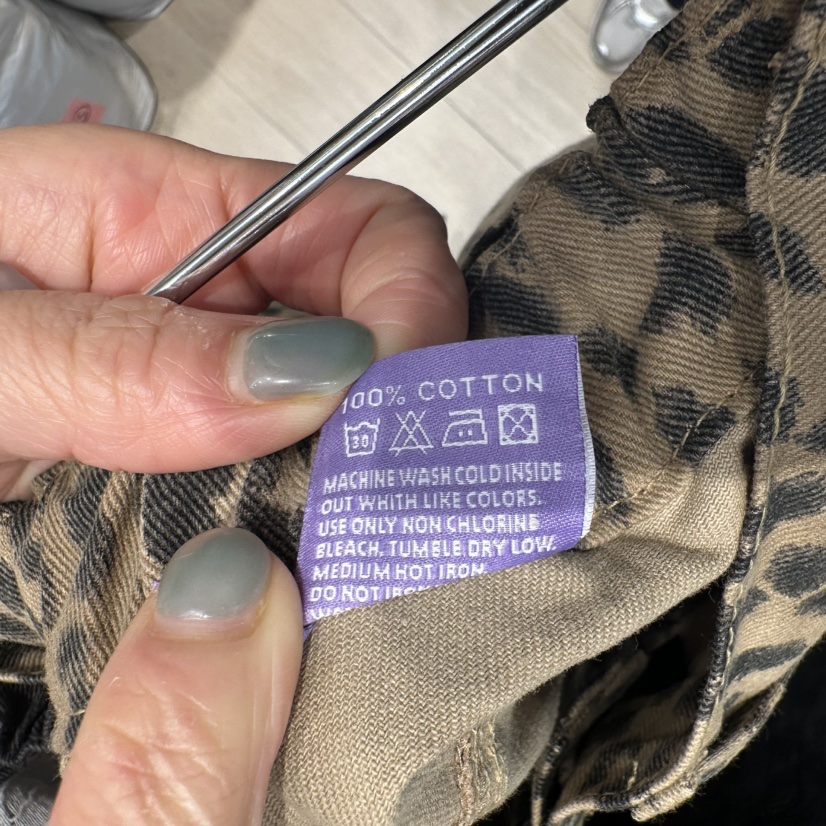 100% COTTON
30
MACHINE WASH COLD INSIDE
OUT WHITH LIKE COLORS.
USE ONLY NON CHLORINE
BLEACH. TUMBLE DRY LOW.
MEDIUM HOT IRON.
DO NOT